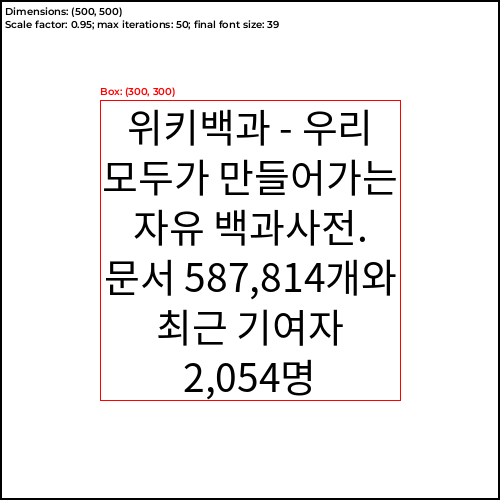 Dimensions: (500, 500)
Scale factor: 0.95; max iterations: 50; final font size: 39
Box: (300, 300)
위키백과 - 우리
모두가 만들어가는
자유 백과사전.
문서 587,814개와
최근 기여자
2,054명